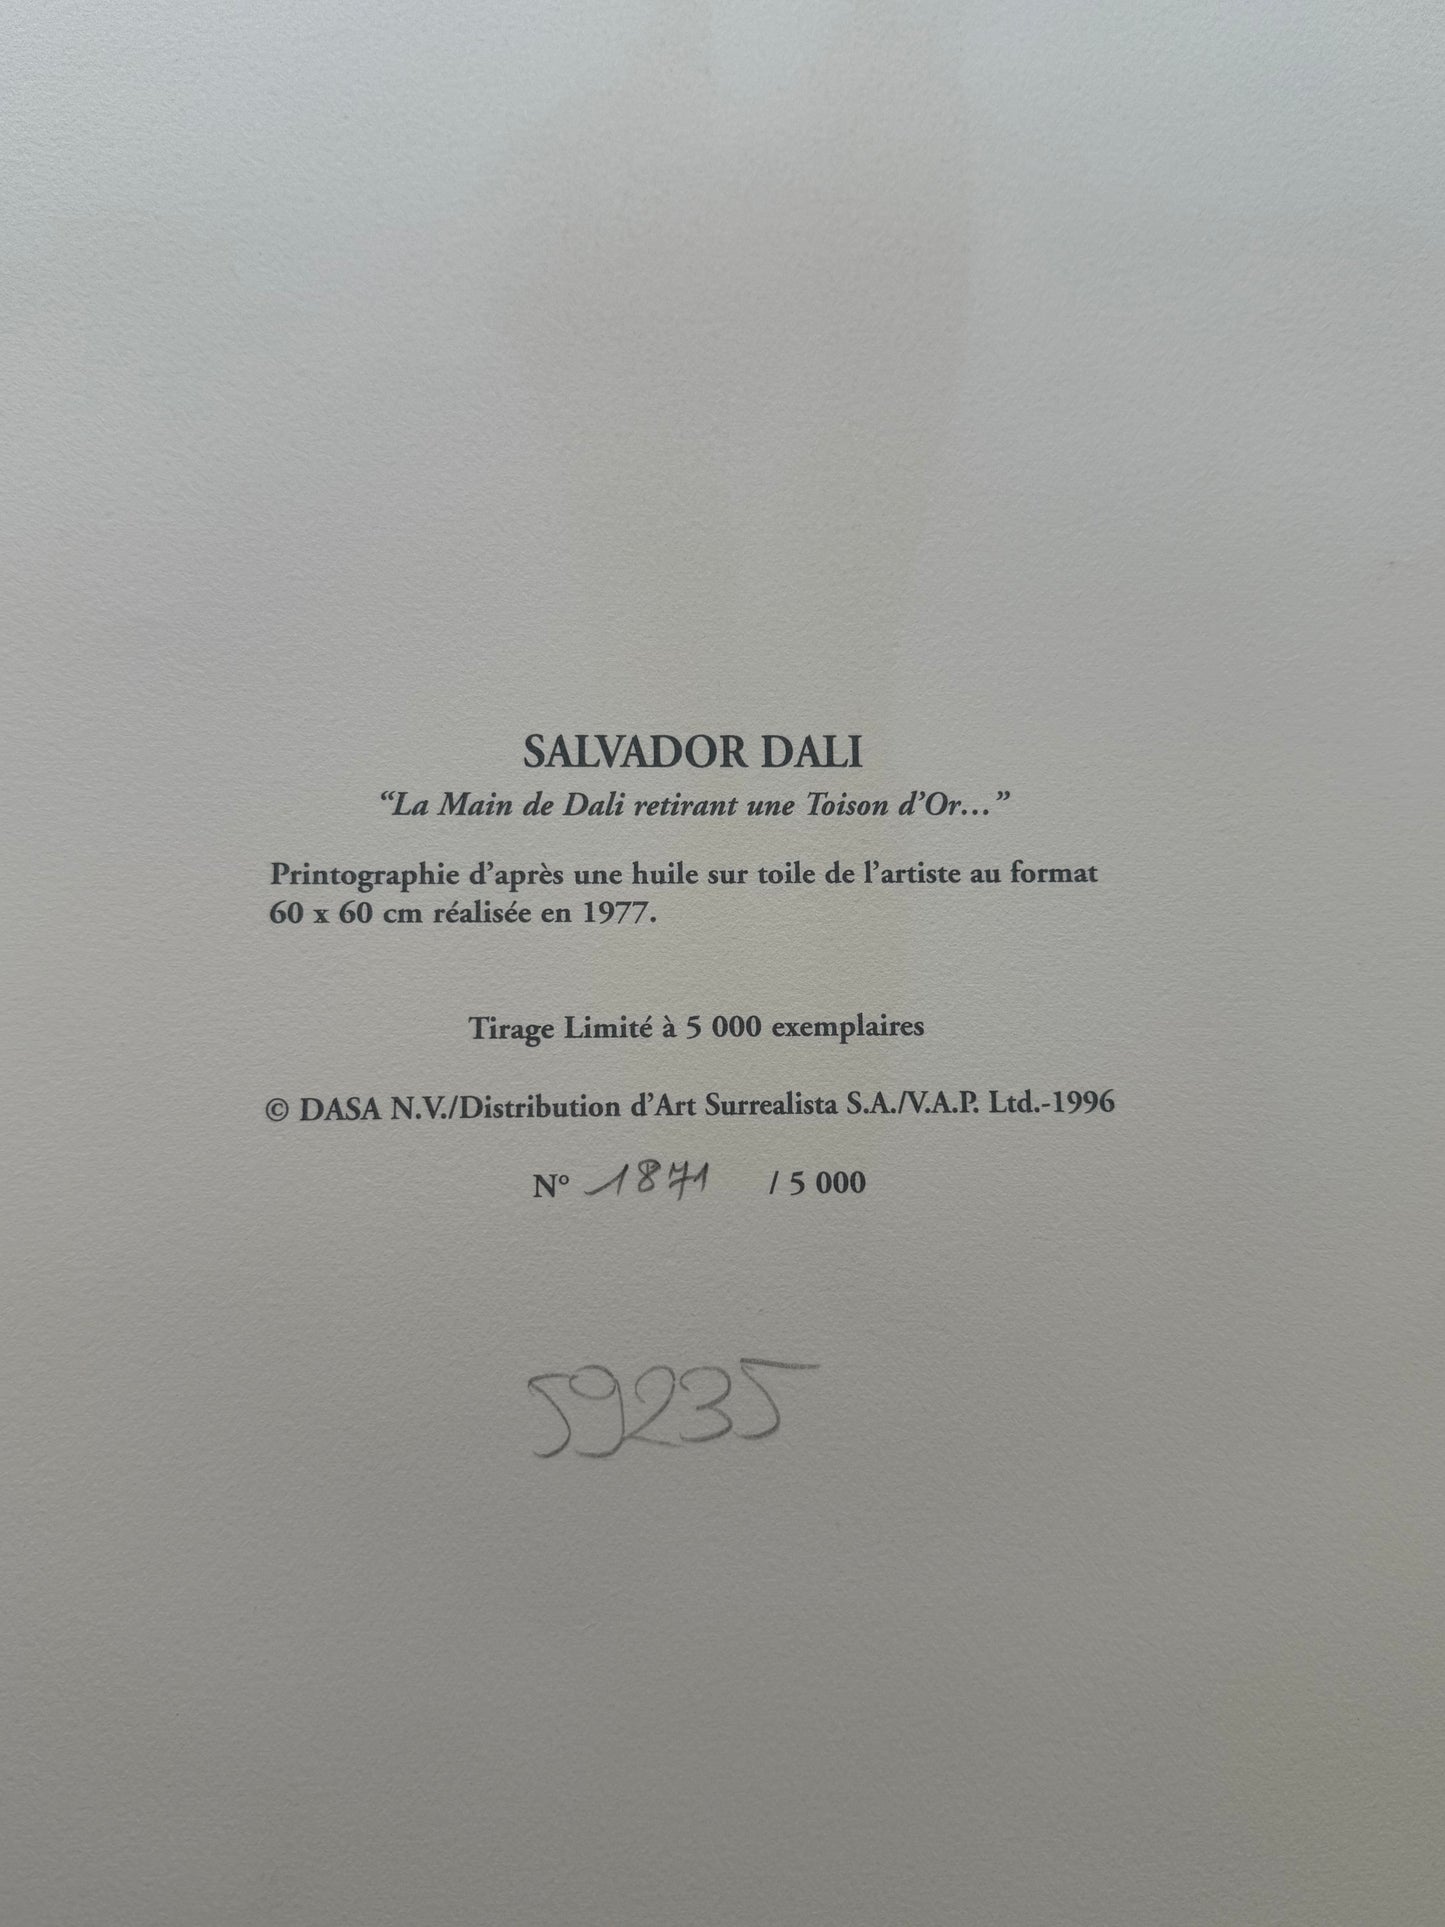 SALVADOR DALI
“La Main de Dali retirant une Toison d’Or...”
Printographie d’après une huile sur toile de l’artiste au format
60 x 60 cm réalisée en 1977.
Tirage Limité à 5 000 exemplaires
© DASA N.V./Distribution d’Art Surrealista S.A./V.A.P. Ltd.-1996
N° 1871 / 5 000
59235